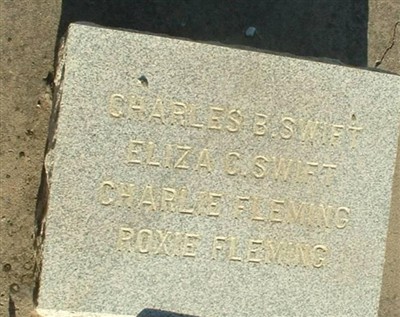 CHARLES B. SWIFT
ELIZA C. SWIFT
CHARLIE FLEMING
ROXIE FLEMING